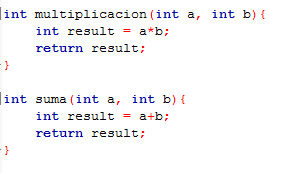 int multiplicacion(int a, int b){
    int result = a*b;
    return result;
}

int suma(int a, int b){
    int result = a+b;
    return result;
}